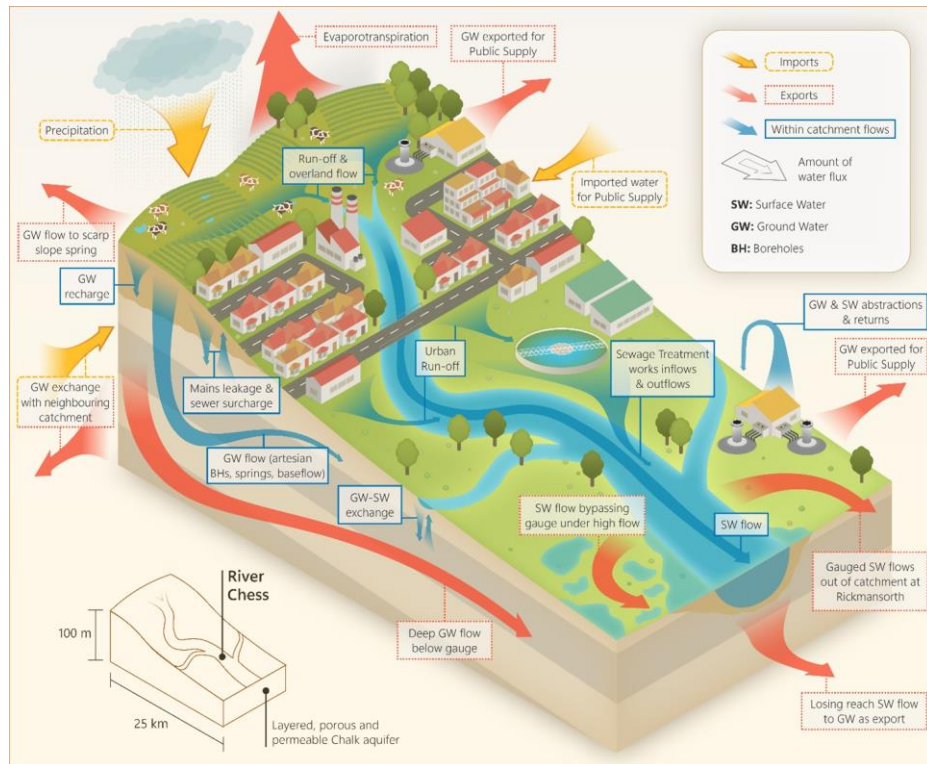 Evaporotranspiration
GW exported for
Public Supply
Precipitation
Run-off &
overland flow
Imported water
for Public Supply
Imports
Exports
Within catchment flows
Amount of
water flux
SW: Surface Water
GW: Ground Water
BH: Boreholes
GW flow to scarp
slope spring
GW
recharge
GW & SW abstractions
& returns
GW exchange
with neighbouring
catchment
Mains leakage &
sewer surcharge
Urban
Run-off
Sewage Treatment
works inflows
& outflows
GW exported for
Public Supply
GW flow (artesian
BHs, springs, baseflow)
GW-SW
exchange
SW flow bypassing
gauge under high flow
SW flow
Gauged SW flows
out of catchment at
Rickmansorth
River
Chess
100 m
25 km
Layered, porous and
permeable Chalk aquifer
Deep GW flow
below gauge
Losing reach SW flow
to GW as export